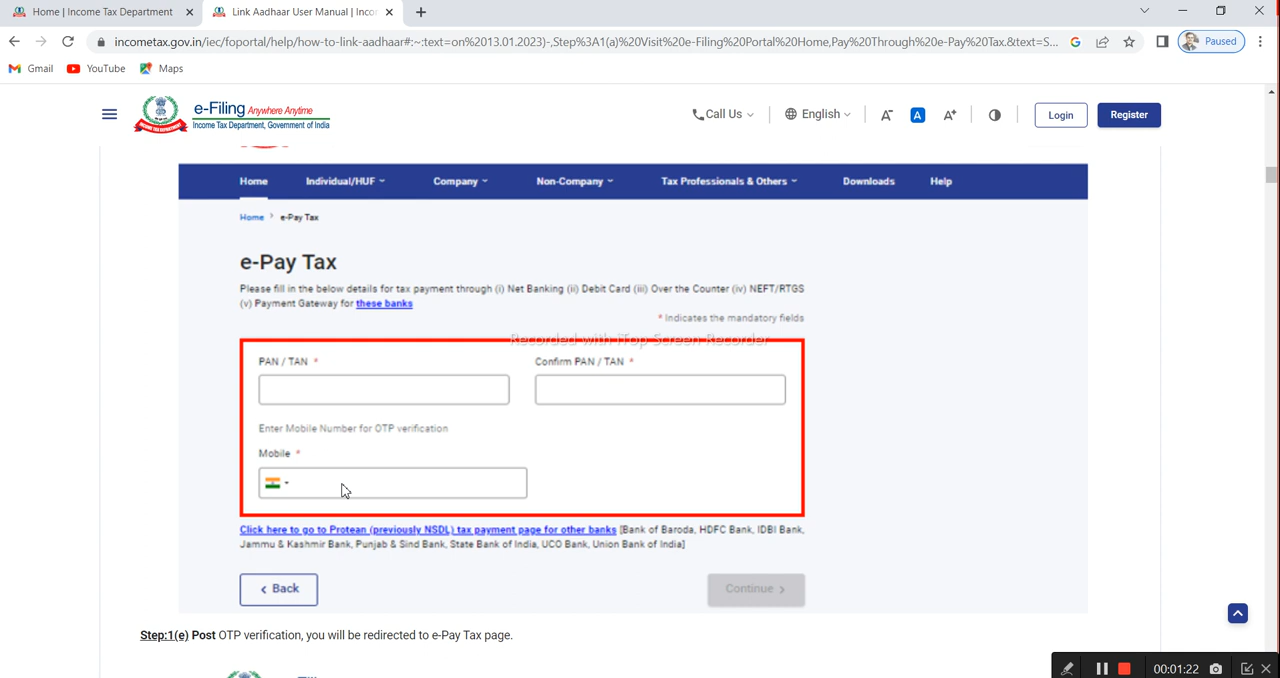 Home | Income Tax Department
Link Aadhaar User Manual | Incor
incometax.gov.in/iec/foportal/help/how-to-link-aadhaar#:~:text=on%2013.01.2023)-,Step%3A1(a)%20Visit%20e-Filing%20Portal%20Home,Pay%20Through%20e-Pay%20Tax.&text=S...
Paused
Gmail YouTube Maps
e-Filing Anywhere Anytime
Income Tax Department, Government of India
Call Us English A- A A+ Login Register
Home Individual/HUF Company Non-Company Tax Professionals & Others Downloads Help
Home > e-Pay Tax
e-Pay Tax
Please fill in the below details for tax payment through (i) Net Banking (ii) Debit Card (iii) Over the Counter (iv) NEFT/RTGS
(v) Payment Gateway for these banks
* Indicates the mandatory fields
Recorded with iTop Screen Recorder
PAN / TAN * Confirm PAN / TAN *
Enter Mobile Number for OTP verification
Mobile *
Click here to go to Protean (previously NSDL) tax payment page for other banks [Bank of Baroda, HDFC Bank, IDBI Bank,
Jammu & Kashmir Bank, Punjab & Sind Bank, State Bank of India, UCO Bank, Union Bank of India]
< Back Continue >
Step:1(e) Post OTP verification, you will be redirected to e-Pay Tax page.
00:01:22